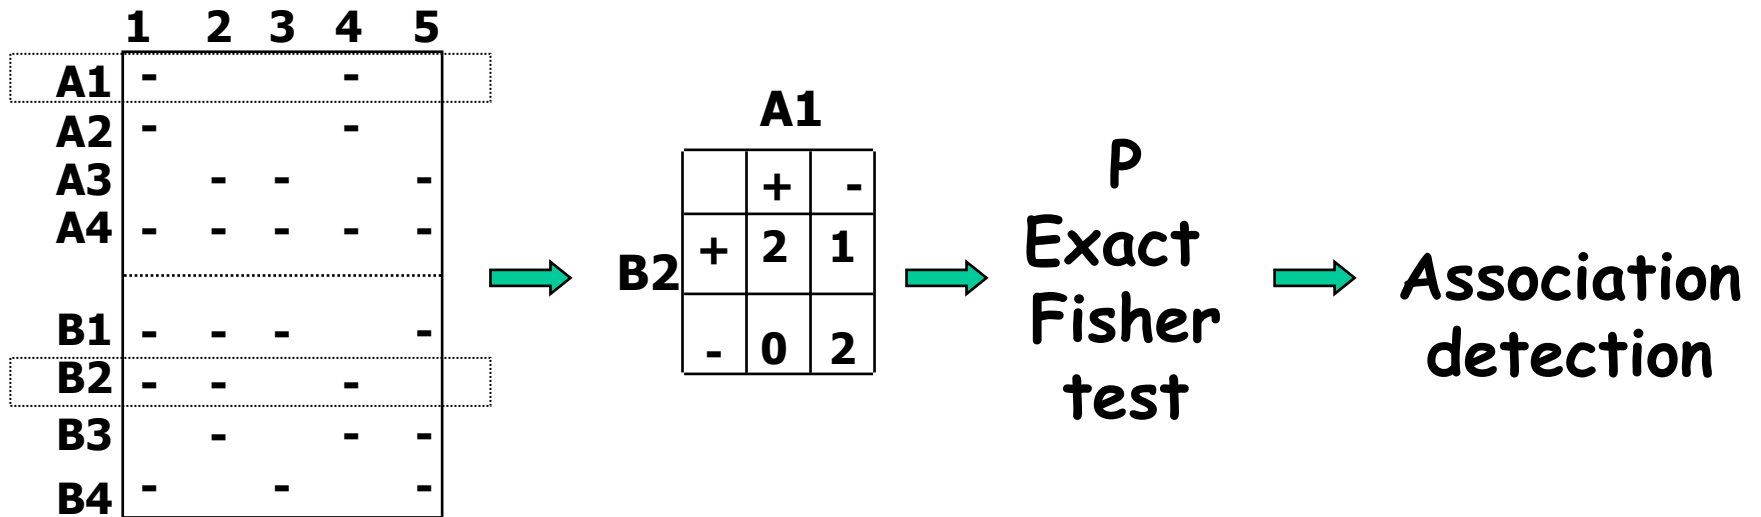 1 2 3 4 5
A1 - -
A2 - -
A3 - - -
A4 - - - - -
B1 - - - -
B2 - - -
B3 - - -
B4 - - -
A1
+ -
B2 + 2 1
- 0 2
P
Exact
Fisher
test
Association
detection